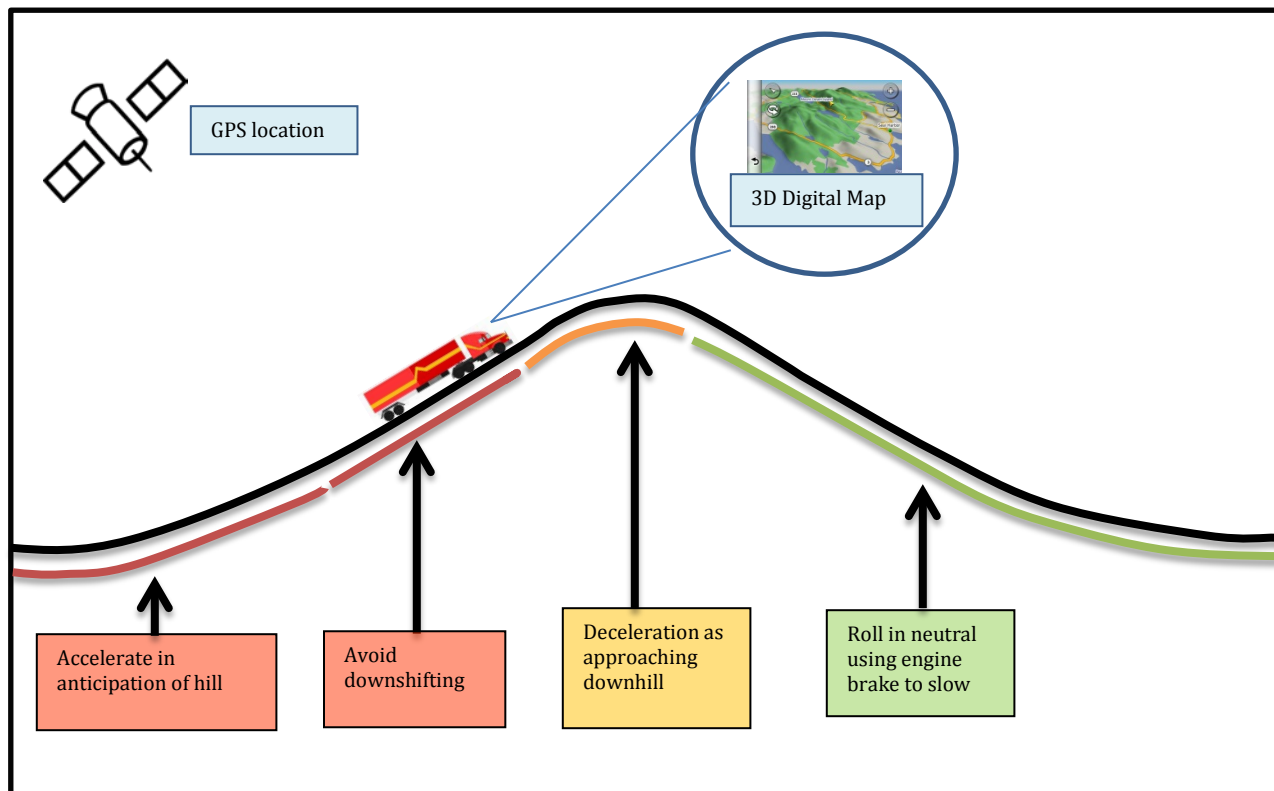 GPS location
3D Digital Map
Accelerate in
anticipation of hill
Avoid
downshifting
Deceleration as
approaching
downhill
Roll in neutral
using engine
brake to slow